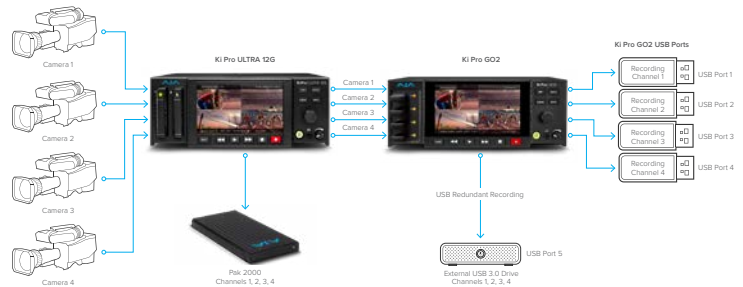 Ki Pro GO2 USB Ports
Ki Pro ULTRA 12G
Ki Pro GO2
Camera 1
Camera 2
Camera 3
Camera 4
AJA
AJA
Camera 1
Camera 2
Camera 3
Camera 4
Recording
Channel 1
USB Port 1
Recording
Channel 2
USB Port 2
Recording
Channel 3
USB Port 3
Recording
Channel 4
USB Port 4
USB Redundant Recording
AJA
Pak 2000
Channels 1, 2, 3, 4
USB Port 5
External USB 3.0 Drive
Channels 1, 2, 3, 4